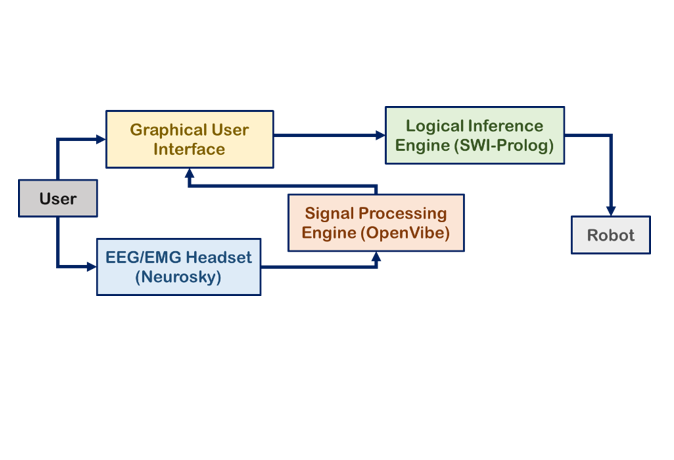 Graphical User
Interface
Logical Inference
Engine (SWI-Prolog)
User
Signal Processing
Engine (OpenVibe)
Robot
EEG/EMG Headset
(Neurosky)